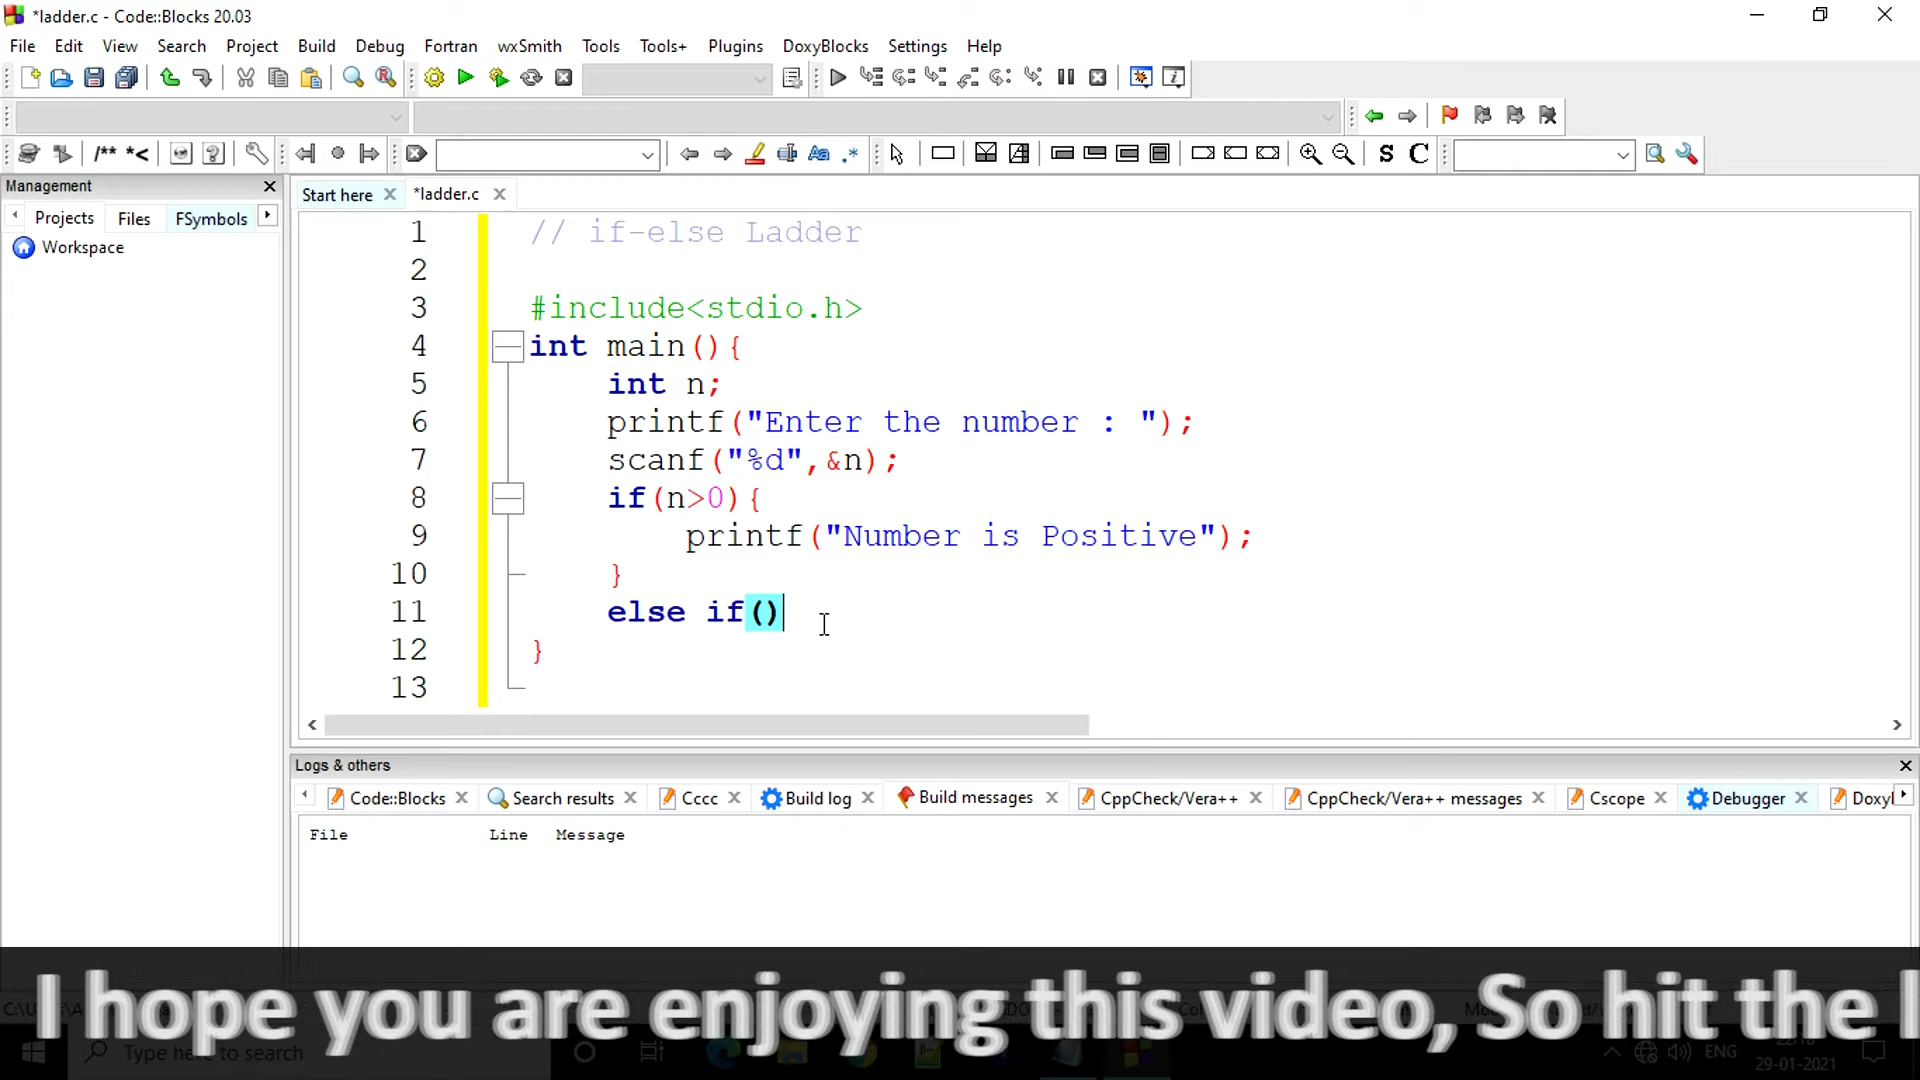 *ladder.c - Code::Blocks 20.03
File Edit View Search Project Build Debug Fortran wxSmith Tools Tools+ Plugins DoxyBlocks Settings Help
/** *< S C
Management
Projects Files FSymbols
Workspace
Start here *ladder.c
1 // if-else Ladder
2
3 #include<stdio.h>
4 int main(){
5 int n;
6 printf("Enter the number : ");
7 scanf("%d",&n);
8 if(n>0){
9 printf("Number is Positive");
10 }
11 else if()
12 }
13
Logs & others
Code::Blocks Search results Cccc Build log Build messages CppCheck/Vera++ CppCheck/Vera++ messages Cscope Debugger Doxyl
File Line Message
I hope you are enjoying this video, So hit the l
Type here to search
ENG
29-01-2021